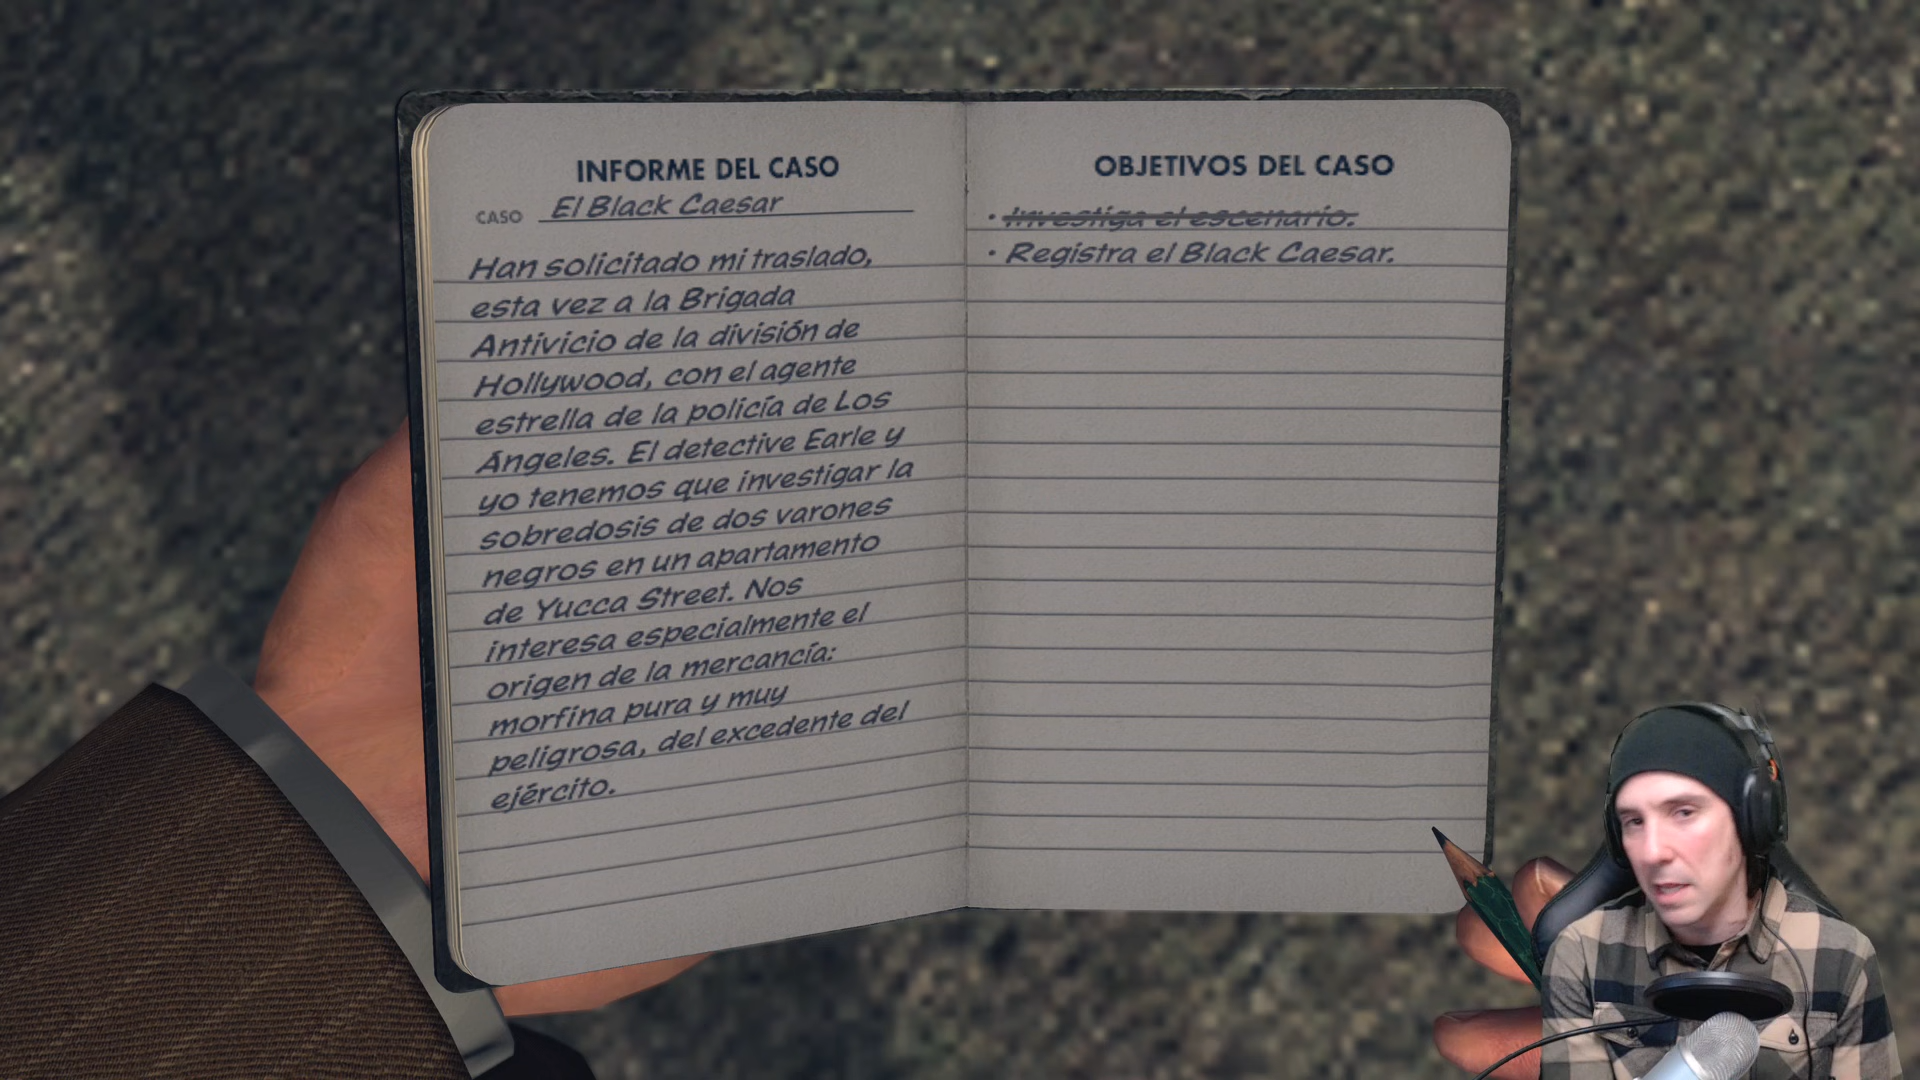 INFORME DEL CASO
CASO El Black Caesar
Han solicitado mi traslado,
esta vez a la Brigada
Antivicio de la división de
Hollywood, con el agente
estrella de la policía de Los
Ángeles. El detective Earle y
yo tenemos que investigar la
sobredosis de dos varones
negros en un apartamento
de Yucca Street. Nos
interesa especialmente el
origen de la mercancía:
morfina pura y muy
peligrosa, del excedente del
ejército.
OBJETIVOS DEL CASO
• Investiga el escenario.
• Registra el Black Caesar.